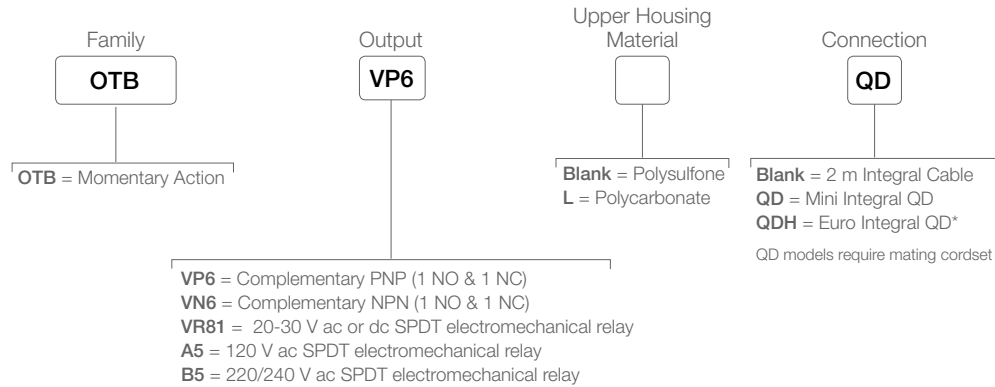 Family
OTB
OTB = Momentary Action
Output
VP6
VP6 = Complementary PNP (1 NO & 1 NC)
VN6 = Complementary NPN (1 NO & 1 NC)
VR81 = 20-30 V ac or dc SPDT electromechanical relay
A5 = 120 V ac SPDT electromechanical relay
B5 = 220/240 V ac SPDT electromechanical relay
Upper Housing
Material
Blank = Polysulfone
L = Polycarbonate
Connection
QD
Blank = 2 m Integral Cable
QD = Mini Integral QD
QDH = Euro Integral QD*
QD models require mating cordset